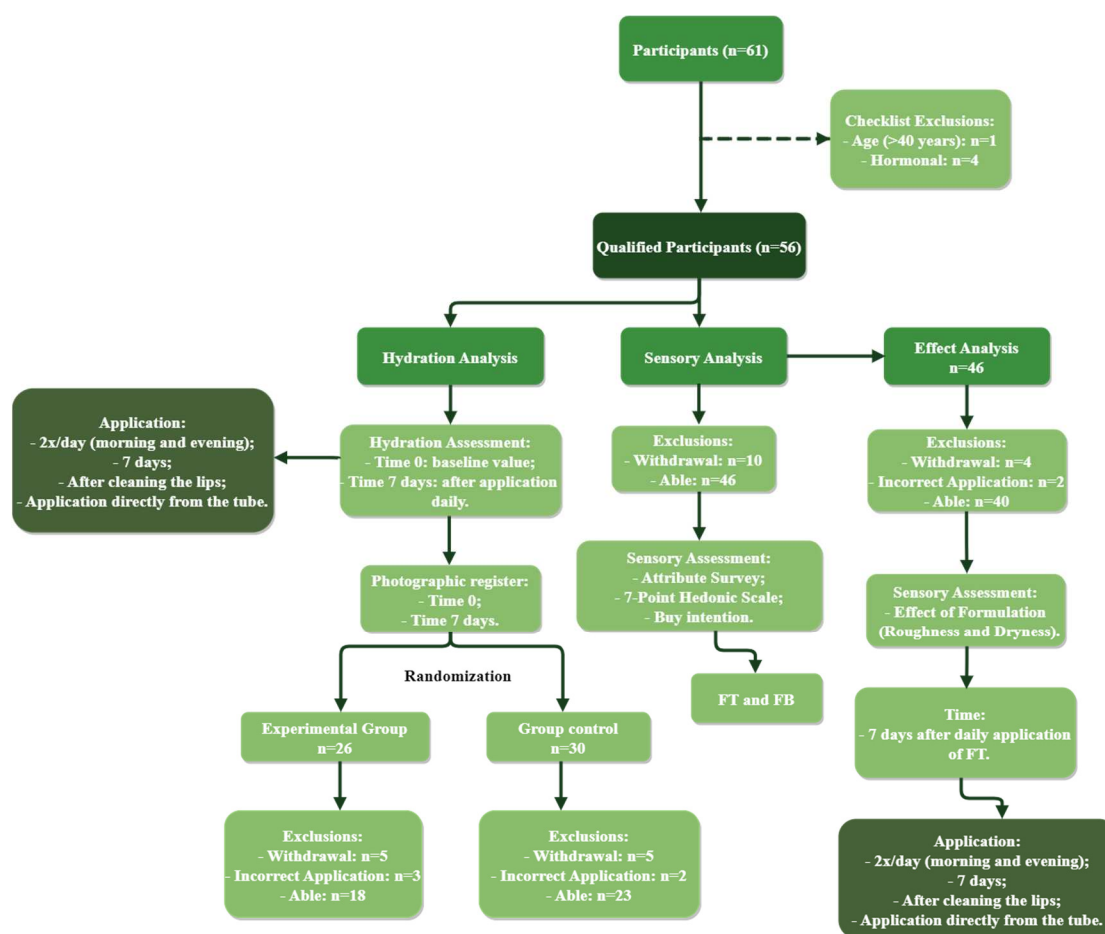 Participants (n=61)
Checklist Exclusions:
- Age (>40 years): n=1
- Hormonal: n=4
Qualified Participants (n=56)
Hydration Analysis
Sensory Analysis
Effect Analysis
n=46
Application:
- 2x/day (morning and evening);
- 7 days;
- After cleaning the lips;
- Application directly from the tube.
Hydration Assessment:
- Time 0: baseline value;
- Time 7 days: after application
daily.
Exclusions:
- Withdrawal: n=10
- Able: n=46
Exclusions:
- Withdrawal: n=4
- Incorrect Application: n=2
- Able: n=40
Photographic register:
- Time 0;
- Time 7 days.
Sensory Assessment:
- Attribute Survey;
- 7-Point Hedonic Scale;
- Buy intention.
Sensory Assessment:
- Effect of Formulation
(Roughness and Dryness).
Randomization
FT and FB
Experimental Group
n=26
Group control
n=30
Time:
- 7 days after daily application
of FT.
Exclusions:
- Withdrawal: n=5
- Incorrect Application: n=3
- Able: n=18
Exclusions:
- Withdrawal: n=5
- Incorrect Application: n=2
- Able: n=23
Application:
- 2x/day (morning and evening);
- 7 days;
- After cleaning the lips;
- Application directly from the tube.